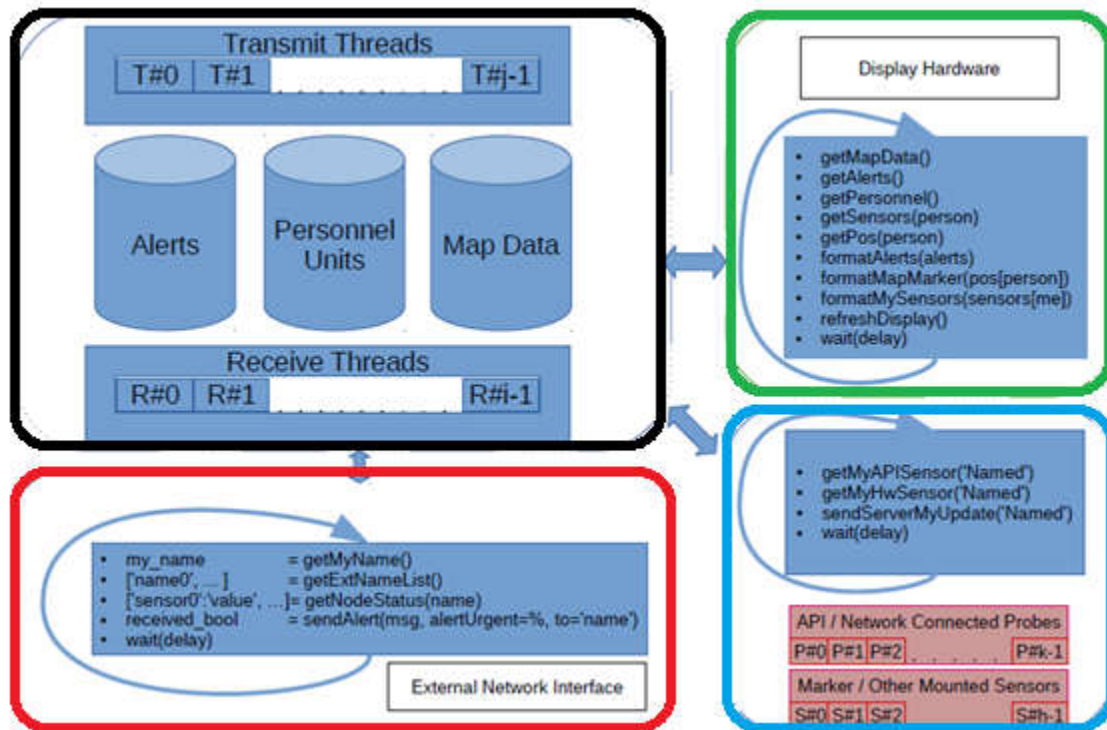 Transmit Threads
T#0 T#1 . . . . . . . . . T#j-1
Alerts
Personnel
Units
Map Data
Receive Threads
R#0 R#1 . . . . . . . . . R#i-1
Display Hardware
• getMapData()
• getAlerts()
• getPersonnel()
• getSensors(person)
• getPos(person)
• formatAlerts(alerts)
• formatMapMarker(pos[person])
• formatMySensors(sensors[me])
• refreshDisplay()
• wait(delay)
• my_name = getMyName()
• ['name0', ... ] = getExtNameList()
• ['sensor0':'value', ...]= getNodeStatus(name)
• received_bool = sendAlert(msg, alertUrgent=%, to='name')
• wait(delay)
External Network Interface
• getMyAPISensor('Named')
• getMyHwSensor('Named')
• sendServerMyUpdate('Named')
• wait(delay)
API / Network Connected Probes
P#0 P#1 P#2 . . . . . P#k-1
Marker / Other Mounted Sensors
S#0 S#1 S#2 S#h-1